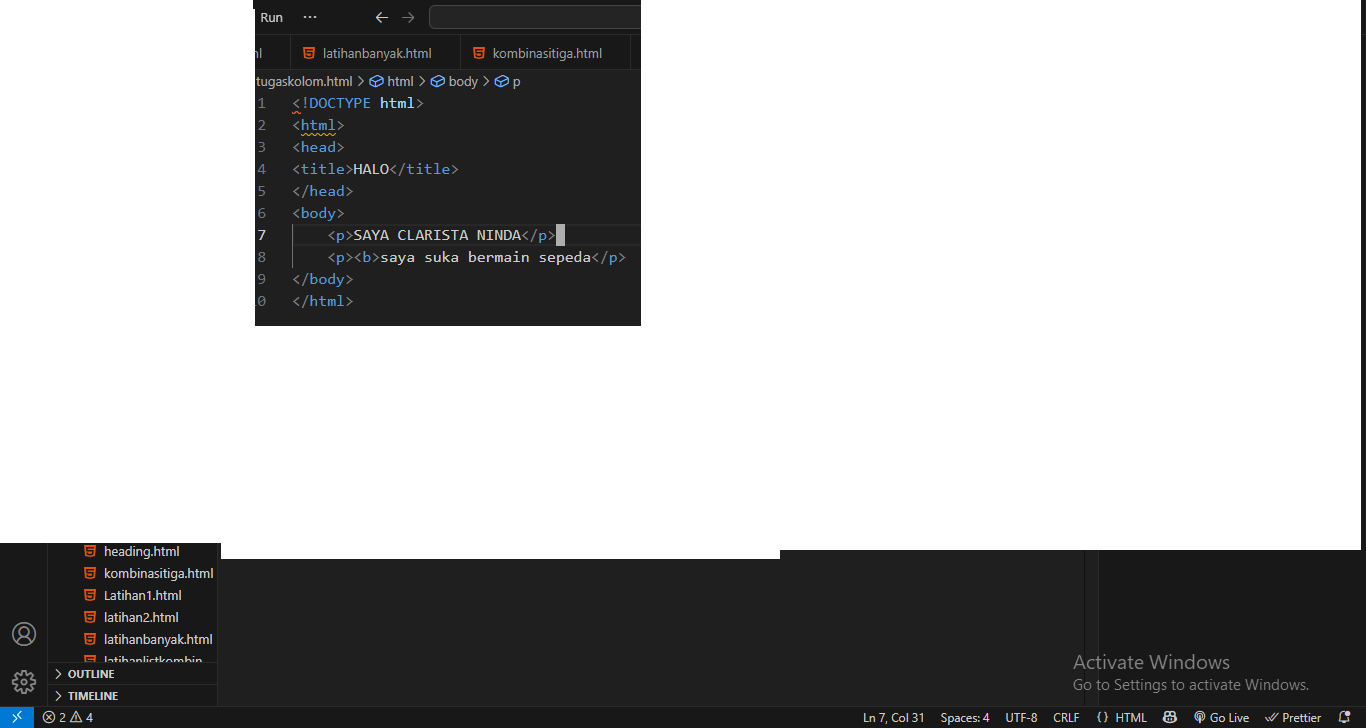 Run ···
latihanbanyak.html kombinasitiga.html
tugaskolom.html > html > body > p
1 <!DOCTYPE html>
2 <html>
3 <head>
4 <title>HALO</title>
5 </head>
6 <body>
7 <p>SAYA CLARISTA NINDA</p>
8 <p><b>saya suka bermain sepeda</p>
9 </body>
0 </html>
heading.html
kombinasitiga.html
Latihan1.html
latihan2.html
latihanbanyak.html
latihanlistkombin
OUTLINE
TIMELINE
Activate Windows
Go to Settings to activate Windows.
2 4 Ln 7, Col 31 Spaces: 4 UTF-8 CRLF {} HTML Go Live Prettier